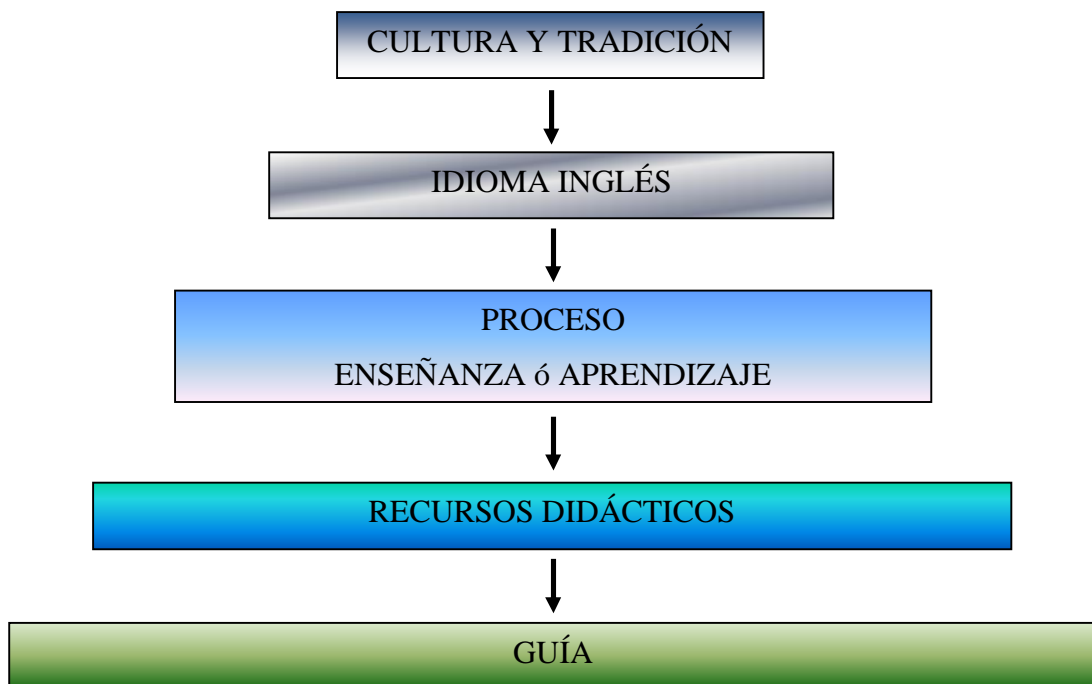 CULTURA Y TRADICIÓN
IDIOMA INGLÉS
PROCESO
ENSEÑANZA ó APRENDIZAJE
RECURSOS DIDÁCTICOS
GUÍA